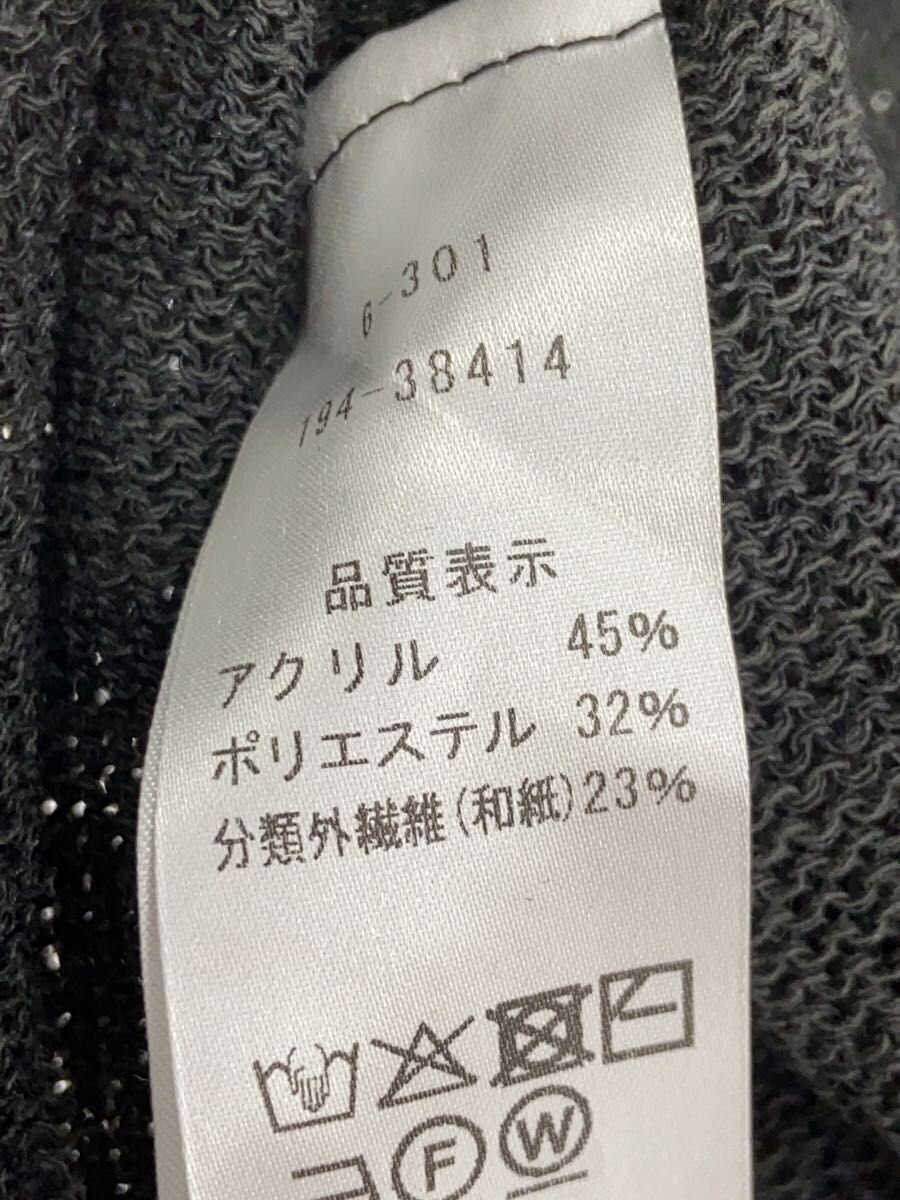 6-301
194-38414
品質表示
アクリル 45%
ポリエステル 32%
分類外繊維(和紙)23%
F W